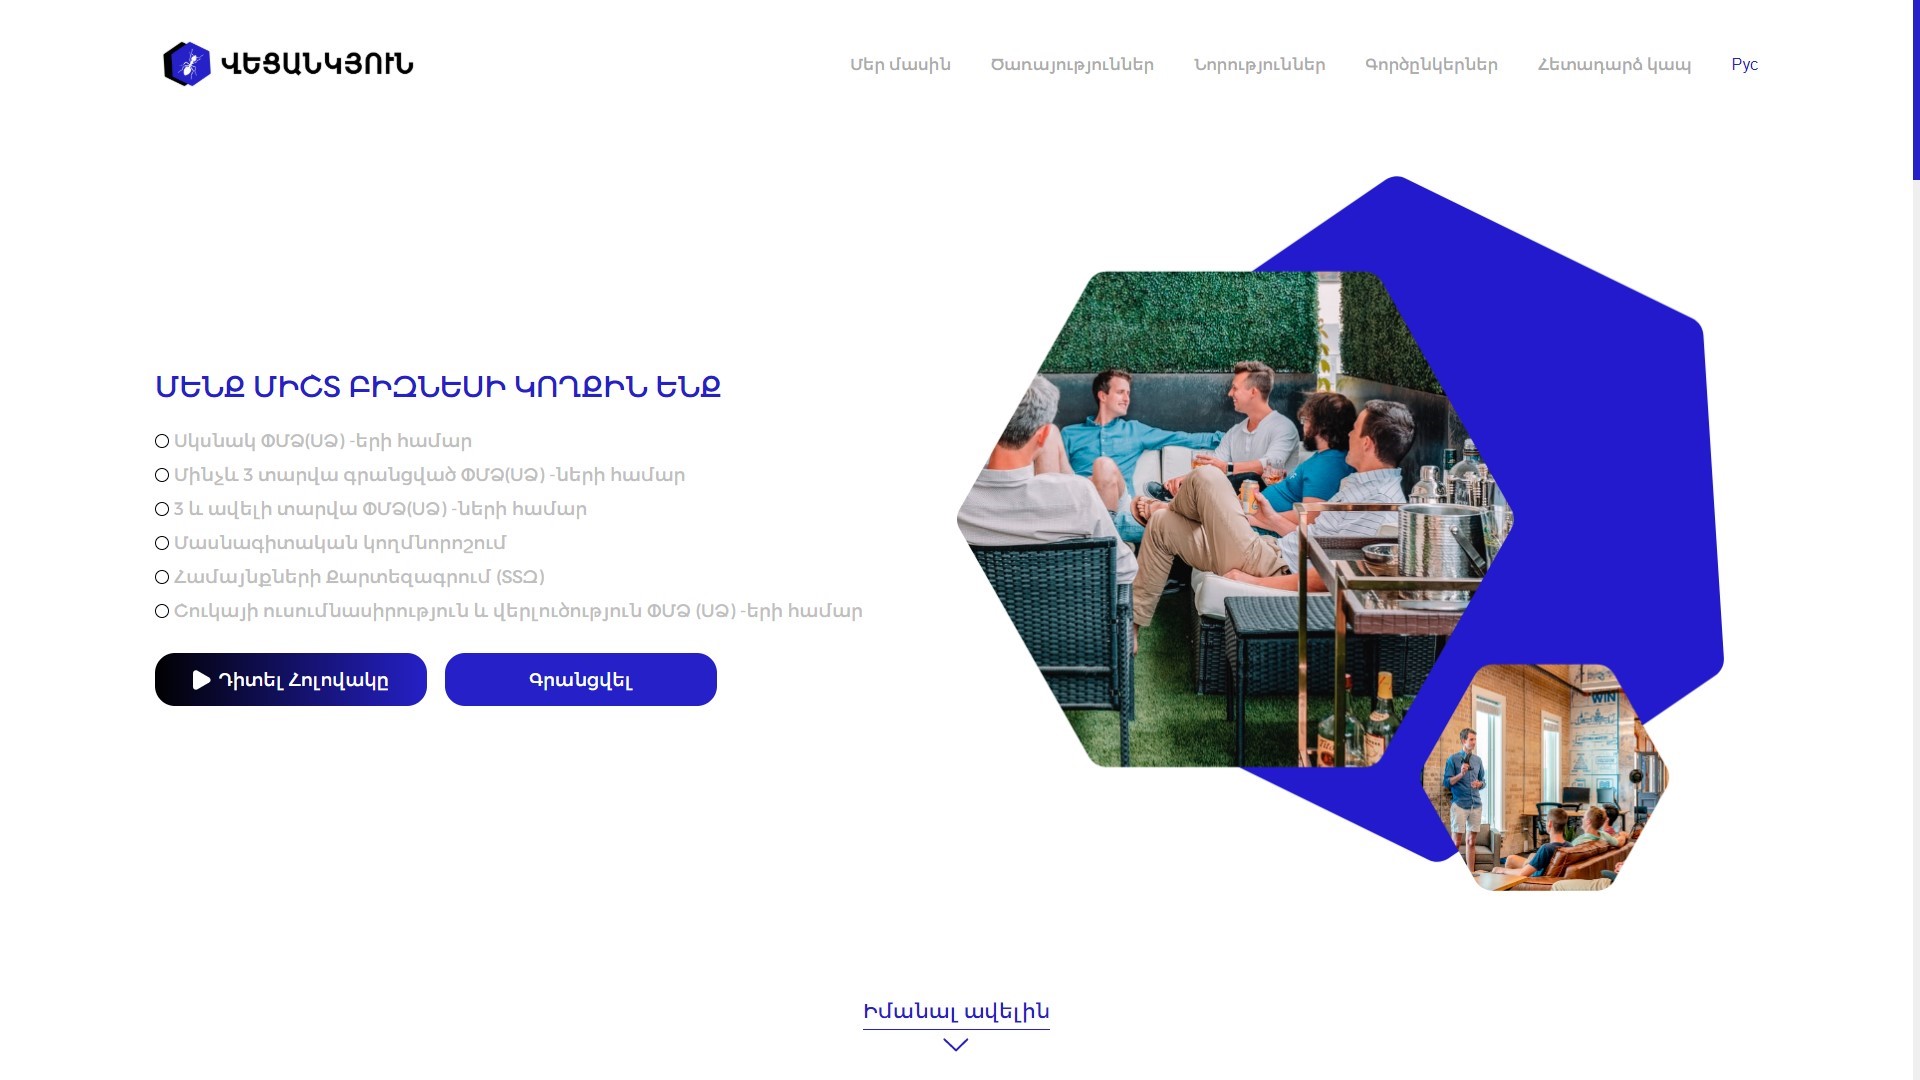 ՎԵՑԱՆԿՅՈՒՆ
Մեր մասին
Ծառայություններ
Նորություններ
Գործընկերներ
Հետադարձ կապ
Рус
ՄԵՆՔ ՄԻՇՏ ԲԻԶՆԵՍԻ ԿՈՂՔԻՆ ԵՆՔ
Սկսնակ ՓՄՁ(ՍՁ) -երի համար
Մինչև 3 տարվա գրանցված ՓՄՁ(ՍՁ) -ների համար
3 և ավելի տարվա ՓՄՁ(ՍՁ) -ների համար
Մասնագիտական կողմնորոշում
Համայնքների Քարտեզագրում (ՏՏԶ)
Շուկայի ուսումնասիրություն և վերլուծություն ՓՄՁ (ՍՁ) -երի համար
Դիտել Հոլովակը
Գրանցվել
WIN
Իմանալ ավելին